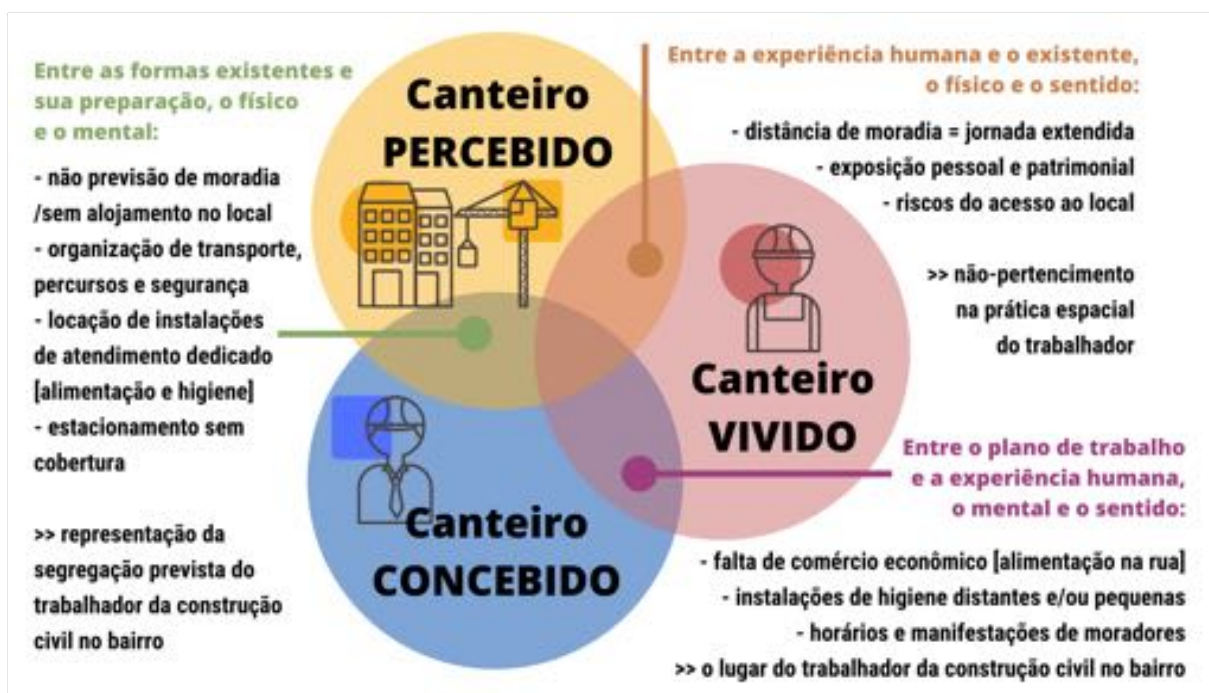 Entre as formas existentes e
sua preparação, o físico
e o mental:
- não previsão de moradia
/sem alojamento no local
- organização de transporte,
percursos e segurança
- locação de instalações
de atendimento dedicado
[alimentação e higiene]
- estacionamento sem
cobertura
>> representação da
segregação prevista do
trabalhador da construção
civil no bairro
Canteiro
PERCEBIDO
Canteiro
CONCEBIDO
Canteiro
VIVIDO
Entre a experiência humana e o existente,
o físico e o sentido:
- distância de moradia = jornada extendida
- exposição pessoal e patrimonial
- riscos do acesso ao local
>> não-pertencimento
na prática espacial
do trabalhador
Entre o plano de trabalho
e a experiência humana,
o mental e o sentido:
- falta de comércio econômico [alimentação na rua]
- instalações de higiene distantes e/ou pequenas
- horários e manifestações de moradores
>> o lugar do trabalhador da construção civil no bairro